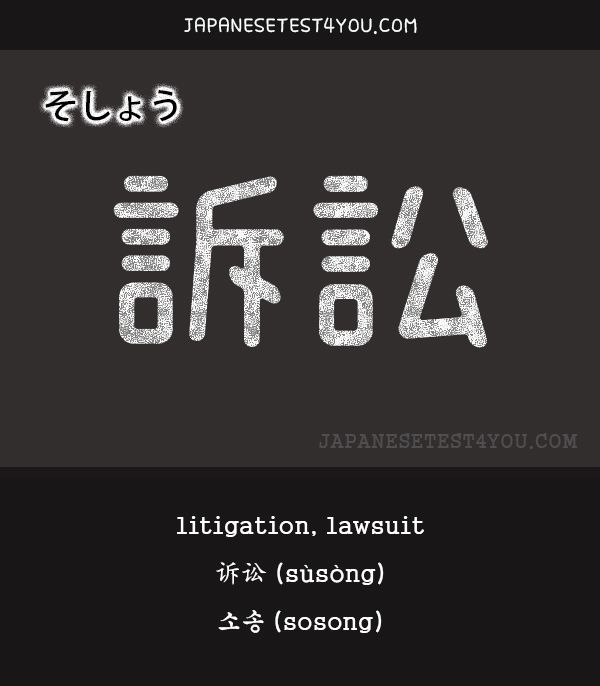 JAPANESETEST4YOU.COM
そしょう
訴訟
JAPANESETEST4YOU.COM
litigation, lawsuit
诉讼 (sùsòng)
소송 (sosong)